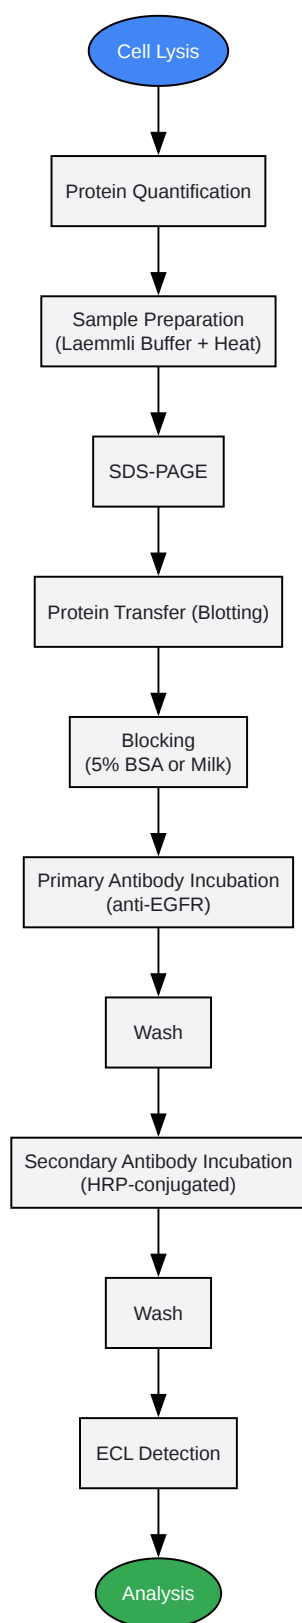 Cell Lysis
Protein Quantification
Sample Preparation
(Laemmli Buffer + Heat)
SDS-PAGE
Protein Transfer (Blotting)
Blocking
(5% BSA or Milk)
Primary Antibody Incubation
(anti-EGFR)
Wash
Secondary Antibody Incubation
(HRP-conjugated)
Wash
ECL Detection
Analysis